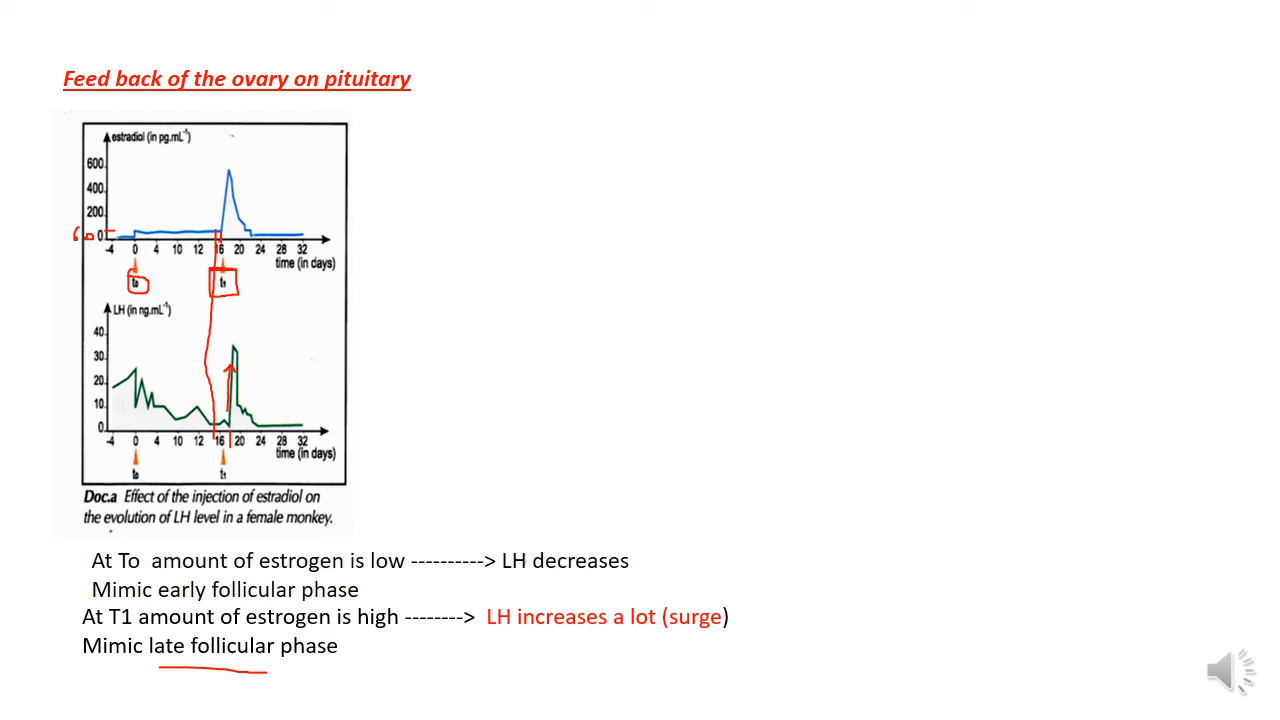 Feed back of the ovary on pituitary
estradiol (in pg.mL⁻¹)
600
400
200
60
0
-4 0 4 10 12 16 20 24 28 32
time (in days)
t₀ t₁
LH (in ng.mL⁻¹)
40
30
20
10
0
-4 0 4 10 12 16 20 24 28 32
time (in days)
t₀ t₁
Doc.a Effect of the injection of estradiol on
the evolution of LH level in a female monkey.
At To amount of estrogen is low ----------> LH decreases
Mimic early follicular phase
At T1 amount of estrogen is high --------> LH increases a lot (surge)
Mimic late follicular phase